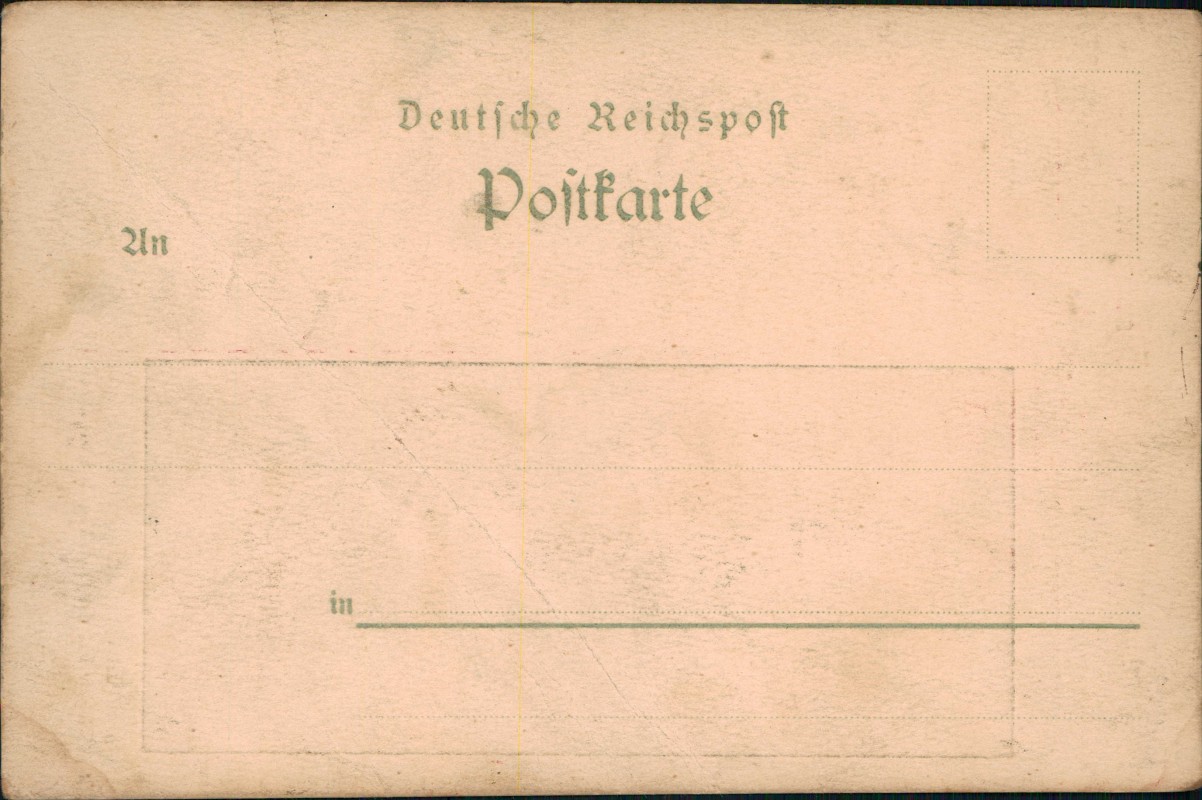 Deutſche Reichspoſt
Poſtkarte
An
in